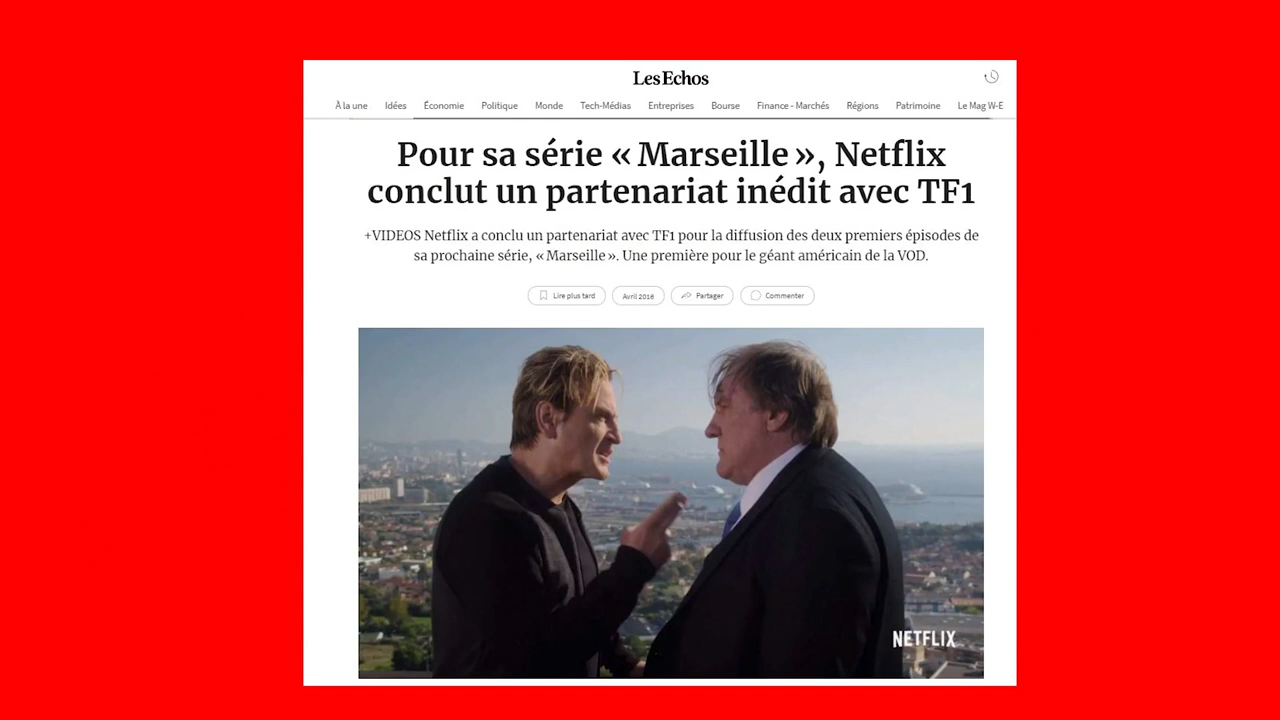 Les Echos
À la une Idées Économie Politique Monde Tech-Médias Entreprises Bourse Finance - Marchés Régions Patrimoine Le Mag W-E
Pour sa série « Marseille », Netflix
conclut un partenariat inédit avec TF1
+VIDEOS Netflix a conclu un partenariat avec TF1 pour la diffusion des deux premiers épisodes de
sa prochaine série, « Marseille ». Une première pour le géant américain de la VOD.
Lire plus tard Avril 2016 Partager Commenter
NETFLIX